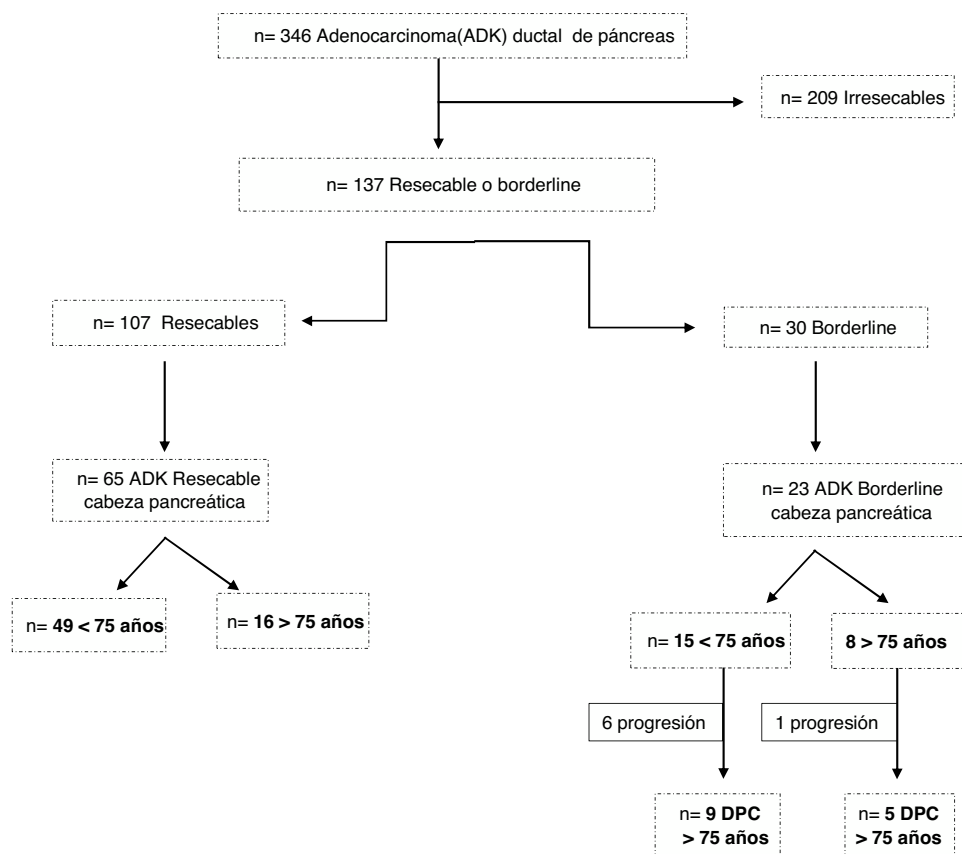 n= 346 Adenocarcinoma(ADK) ductal de páncreas
n= 209 Irresecables
n= 137 Resecable o borderline
n= 107 Resecables
n= 30 Borderline
n= 65 ADK Resecable
cabeza pancreática
n= 23 ADK Borderline
cabeza pancreática
n= 49 < 75 años
n= 16 > 75 años
n= 15 < 75 años
8 > 75 años
6 progresión
1 progresión
n= 9 DPC
> 75 años
n= 5 DPC
> 75 años